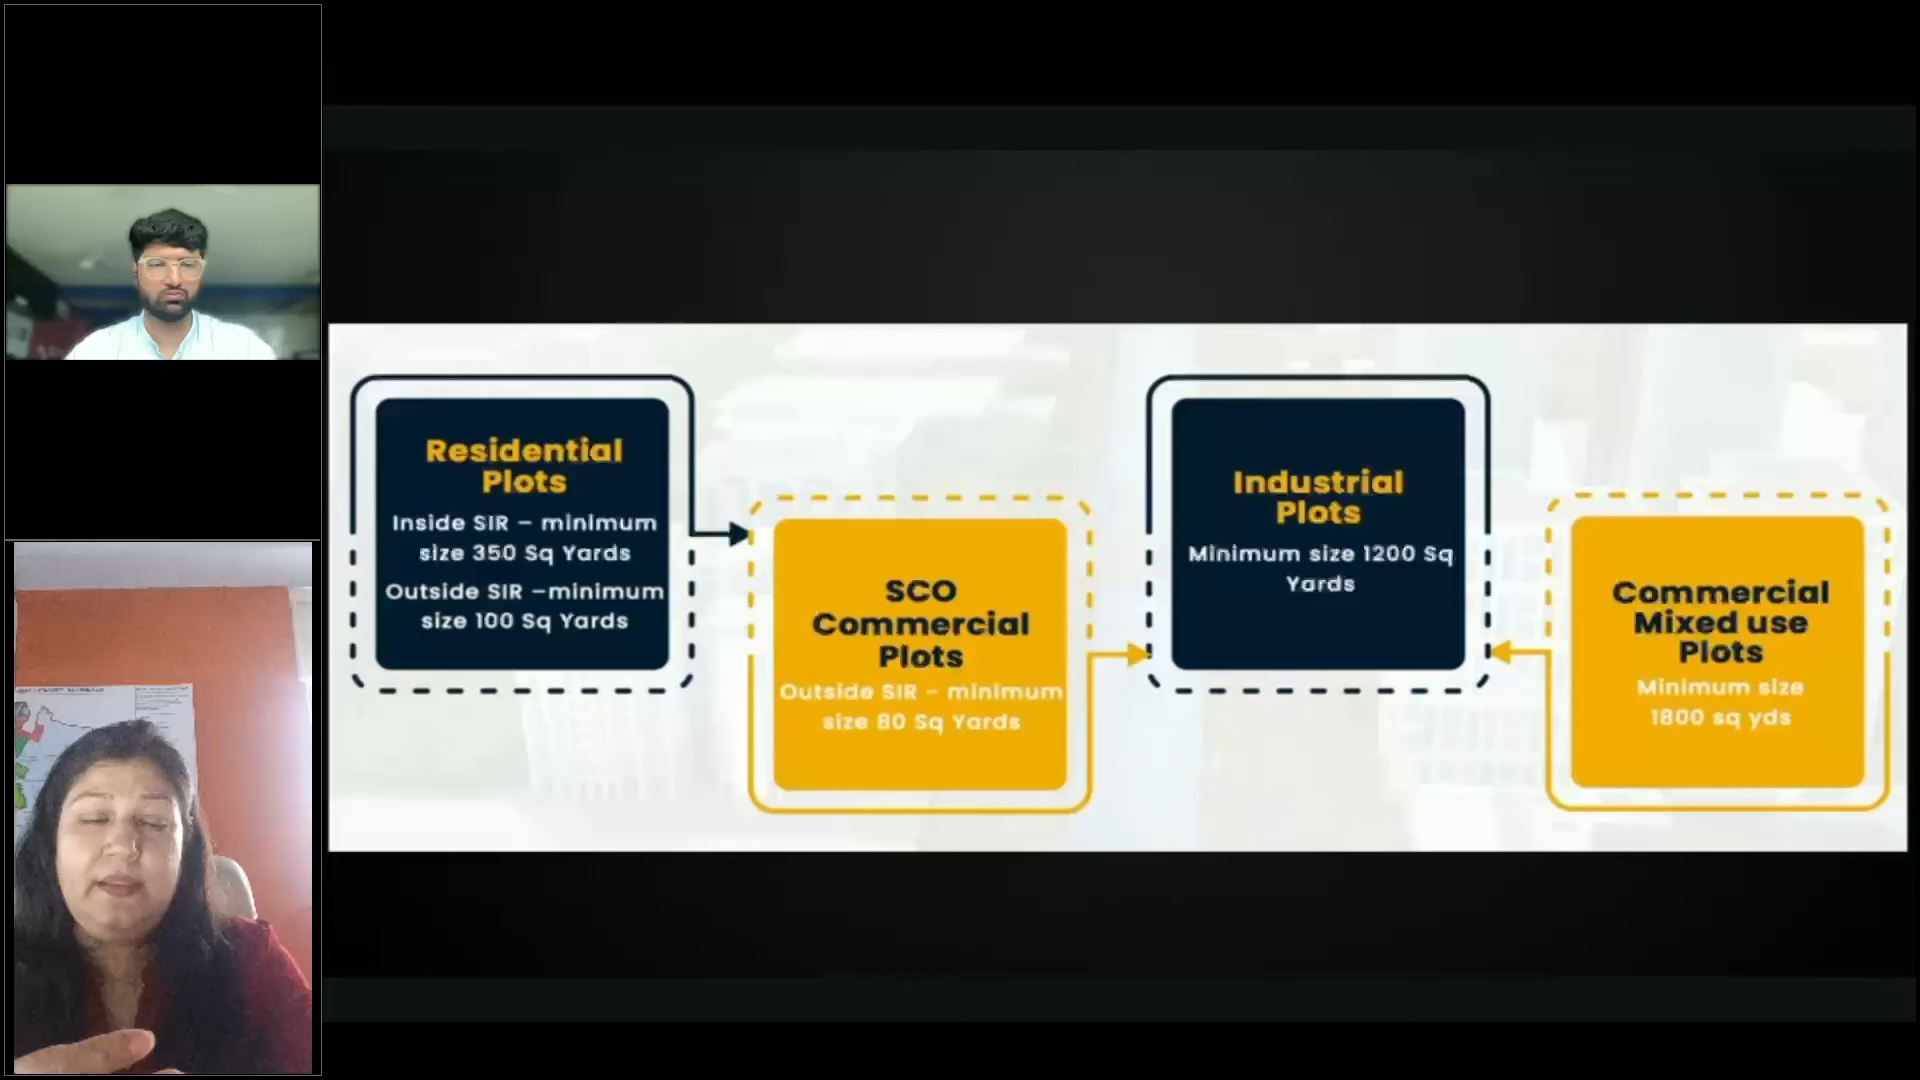 Residential
Plots
Inside SIR – minimum
size 350 Sq Yards
Outside SIR –minimum
size 100 Sq Yards
SCO
Commercial
Plots
Outside SIR - minimum
size 80 Sq Yards
Industrial
Plots
Minimum size 1200 Sq
Yards
Commercial
Mixed use
Plots
Minimum size
1800 sq yds